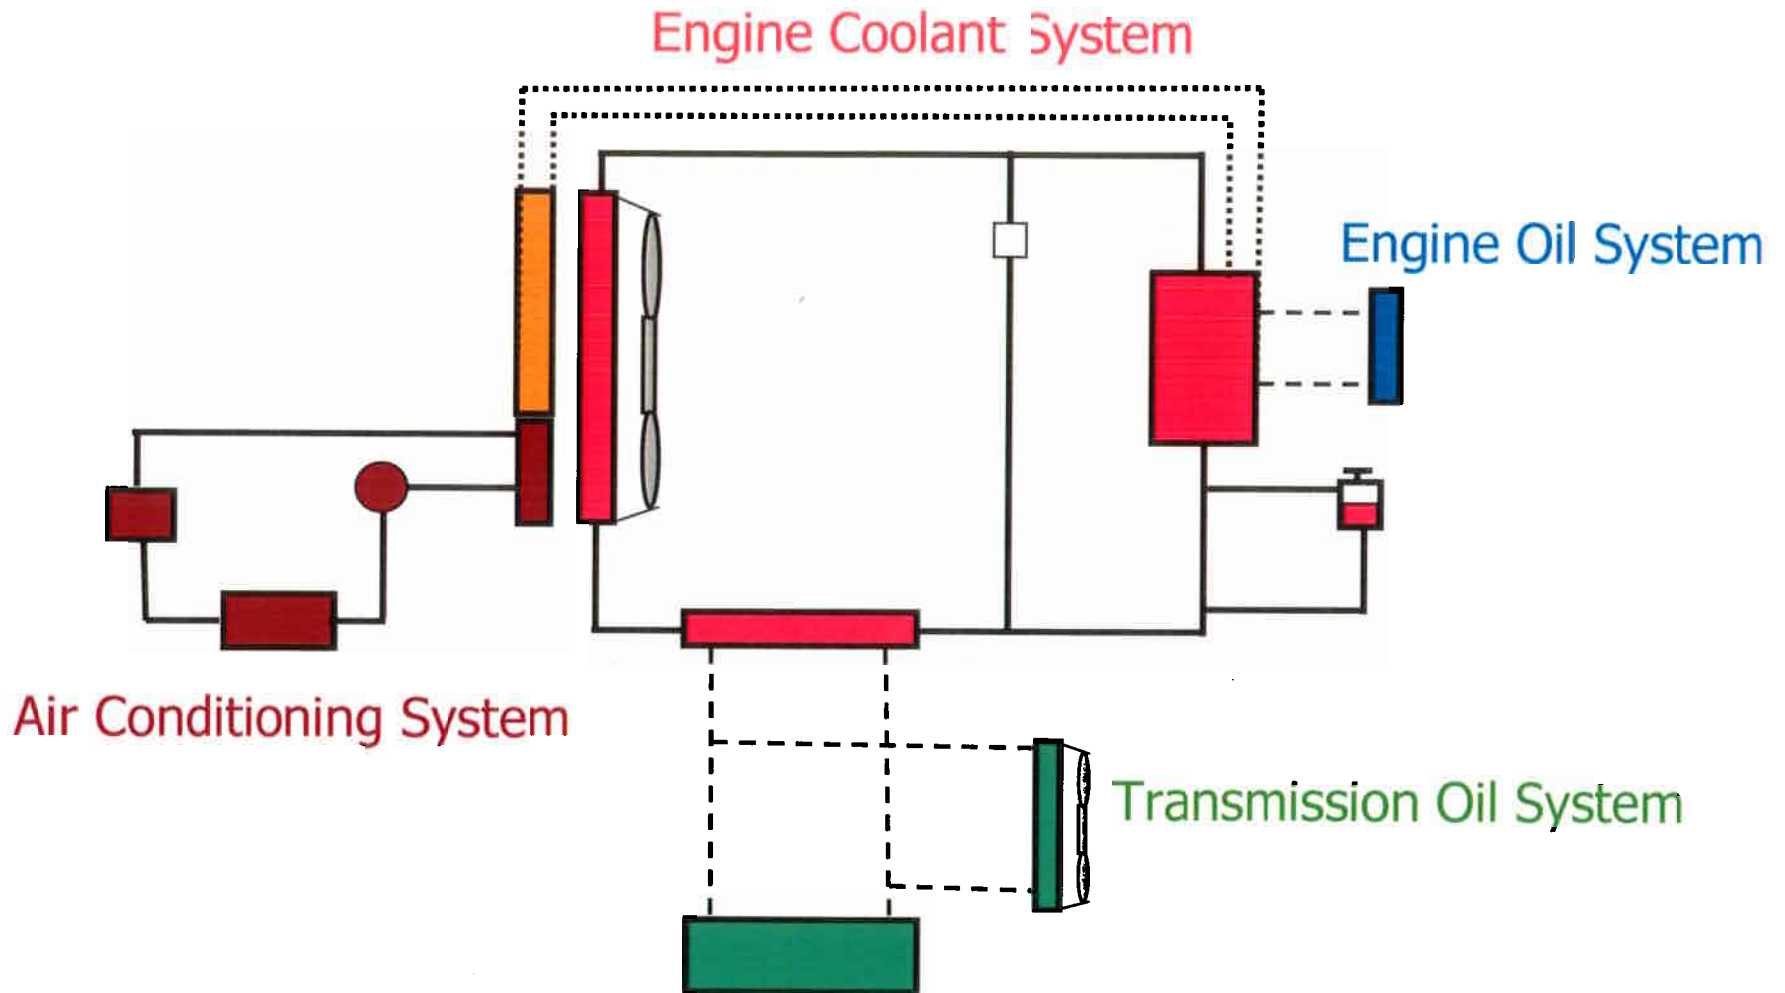 Engine Coolant System
Engine Oil System
Air Conditioning System
Transmission Oil System